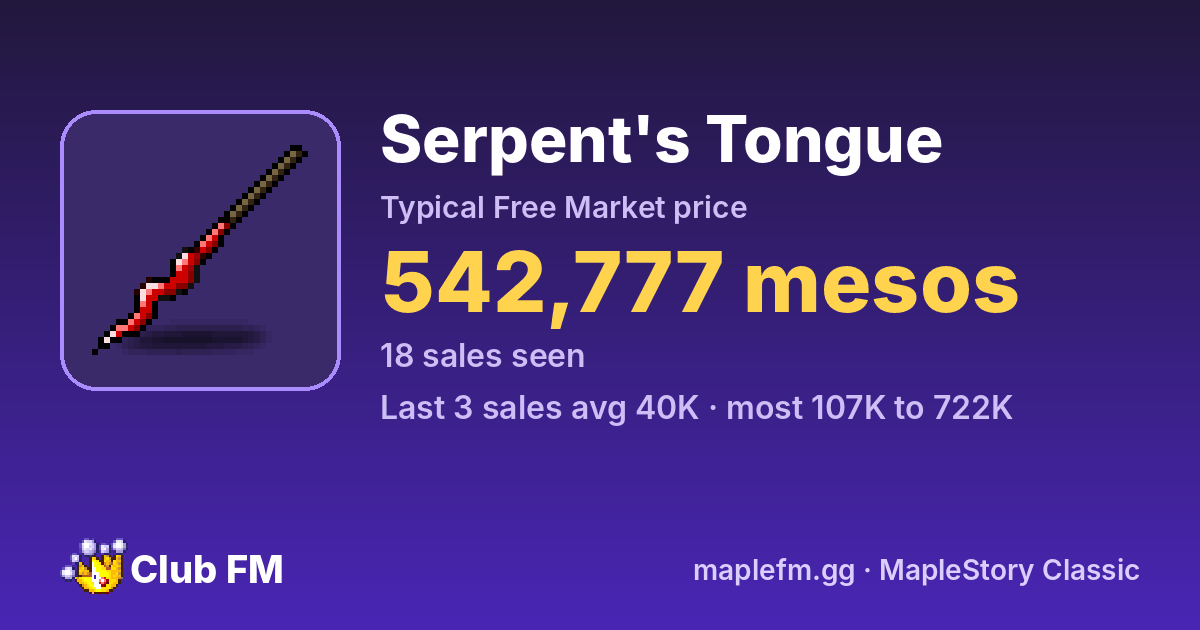 Serpent's Tongue
Typical Free Market price
542,777 mesos
18 sales seen
Last 3 sales avg 40K · most 107K to 722K
Club FM
maplefm.gg · MapleStory Classic